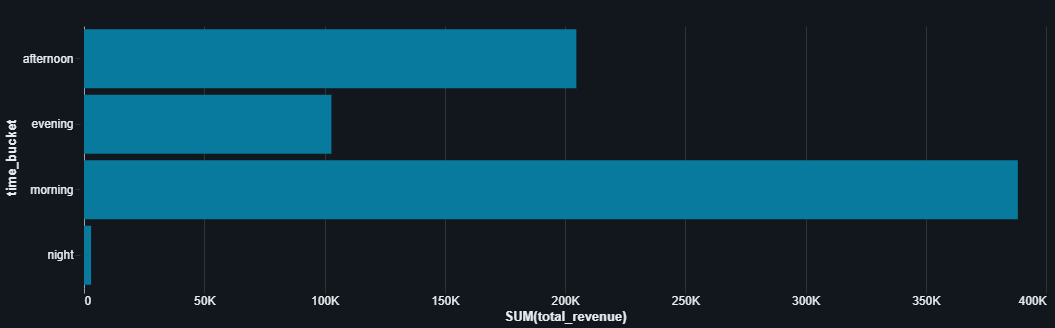 time_bucket
afternoon
evening
morning
night
0 50K 100K 150K 200K 250K 300K 350K 400K
SUM(total_revenue)